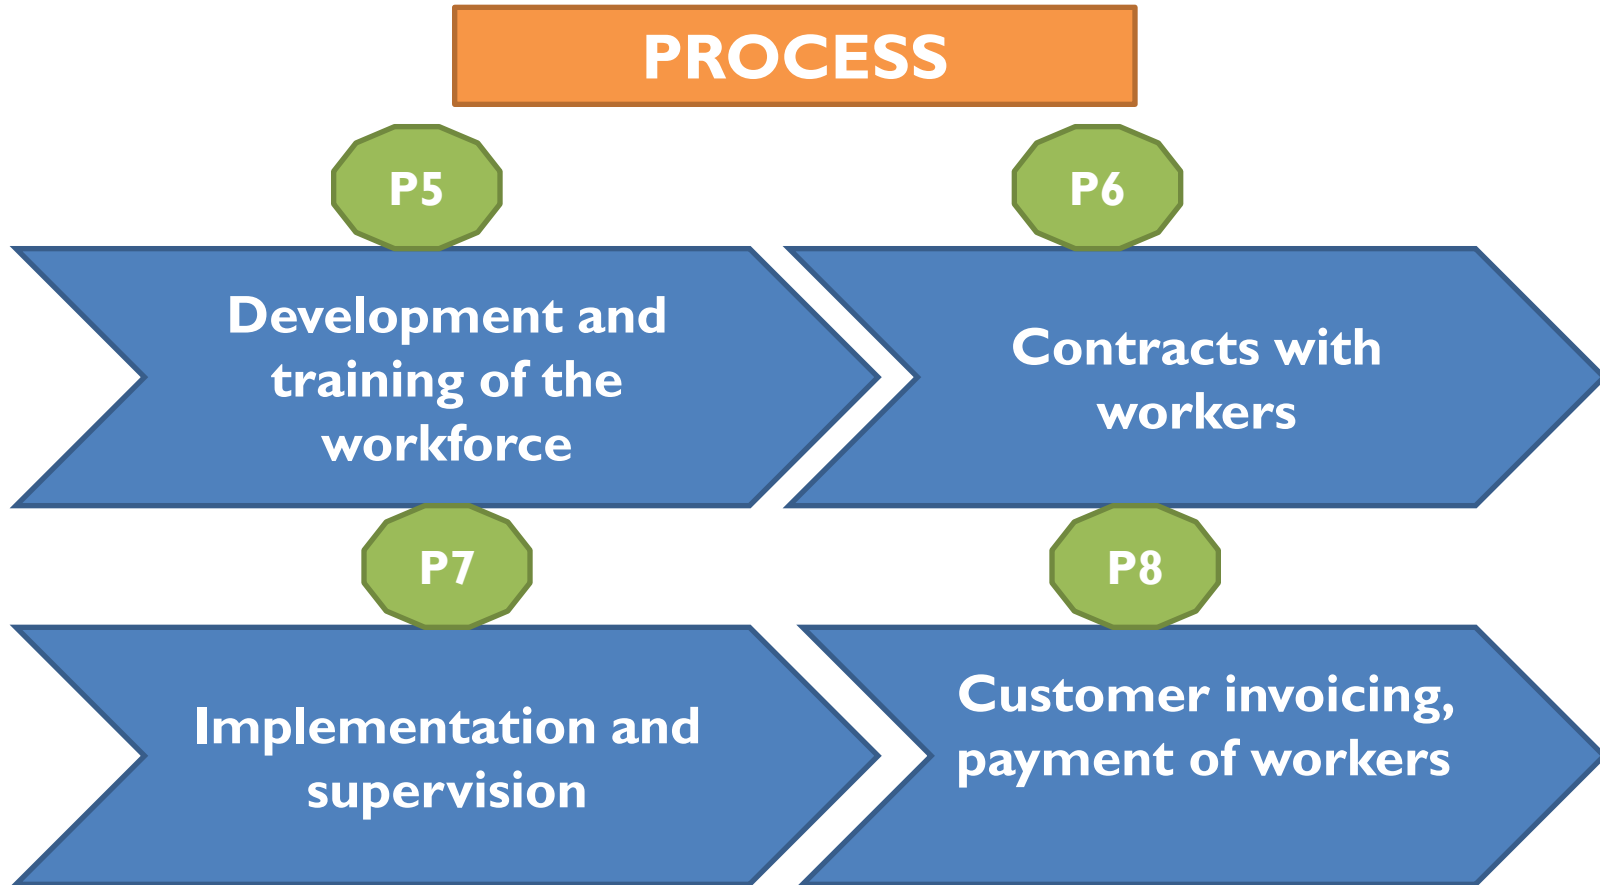 PROCESS
P5
P6
Development and
training of the
workforce
Contracts with
workers
P7
P8
Implementation and
supervision
Customer invoicing,
payment of workers